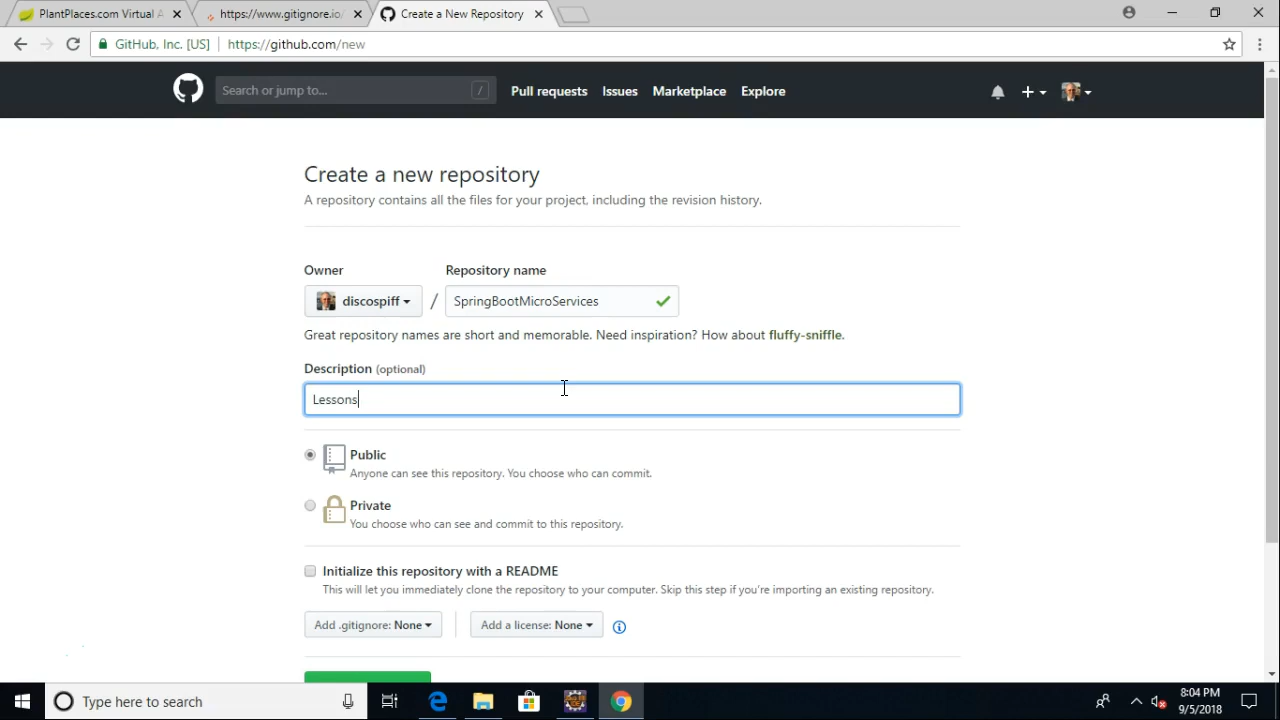 PlantPlaces.com Virtual A
https://www.gitignore.io/
Create a New Repository
GitHub, Inc. [US]
https://github.com/new
Search or jump to...
/
Pull requests
Issues
Marketplace
Explore
Create a new repository
A repository contains all the files for your project, including the revision history.
Owner
Repository name
discospiff
/
SpringBootMicroServices
Great repository names are short and memorable. Need inspiration? How about fluffy-sniffle.
Description (optional)
Lessons
Public
Anyone can see this repository. You choose who can commit.
Private
You choose who can see and commit to this repository.
Initialize this repository with a README
This will let you immediately clone the repository to your computer. Skip this step if you're importing an existing repository.
Add .gitignore: None
Add a license: None
Type here to search
8:04 PM
9/5/2018